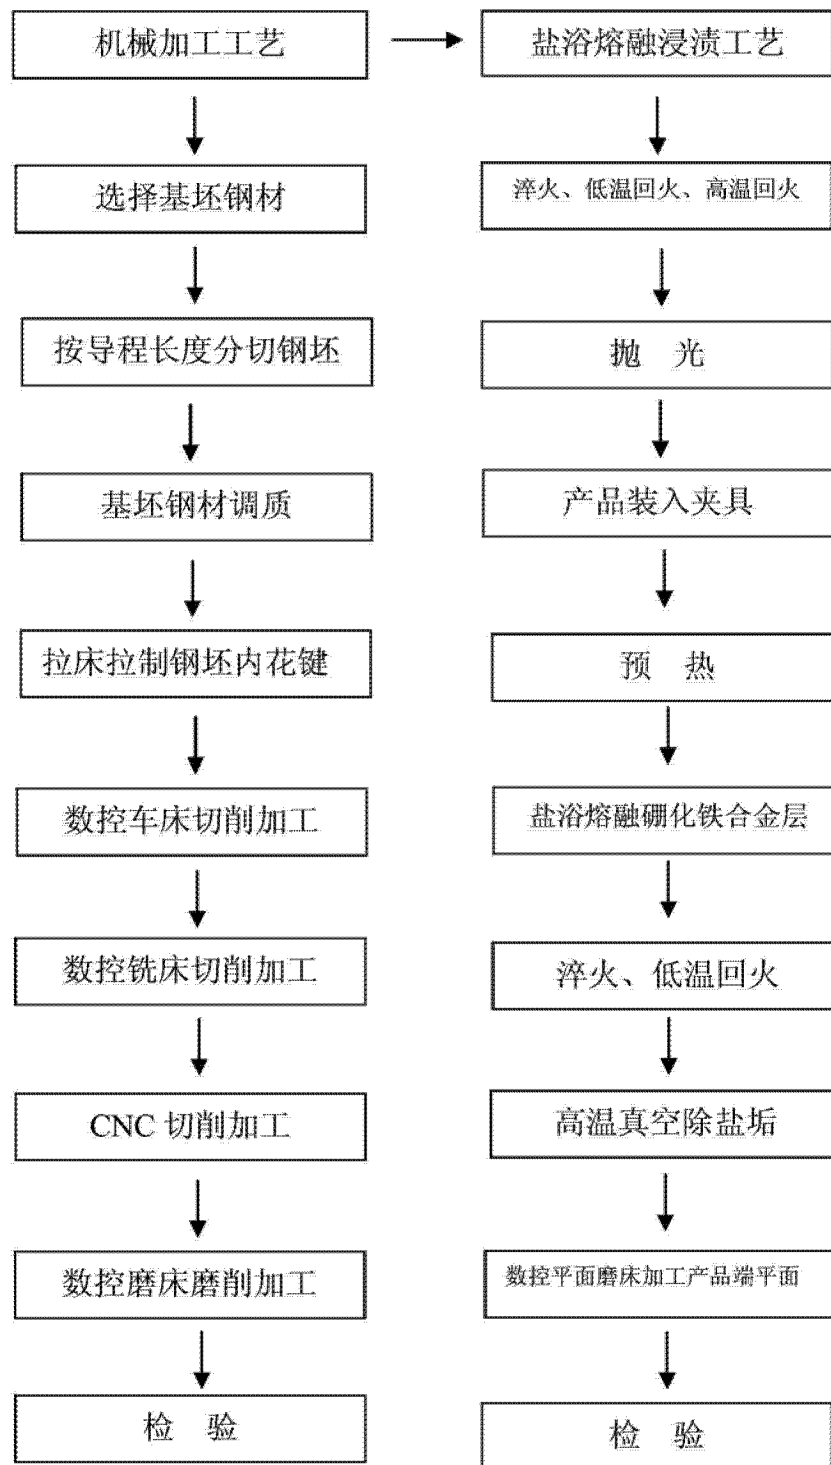 机械加工工艺
选择基坯钢材
按导程长度分切钢坯
基坯钢材调质
拉床拉制钢坯内花键
数控车床切削加工
数控铣床切削加工
CNC 切削加工
数控磨床磨削加工
检 验
盐浴熔融浸渍工艺
淬火、低温回火、高温回火
抛 光
产品装入夹具
预 热
盐浴熔融硼化铁合金层
淬火、低温回火
高温真空除盐垢
数控平面磨床加工产品端平面
检 验